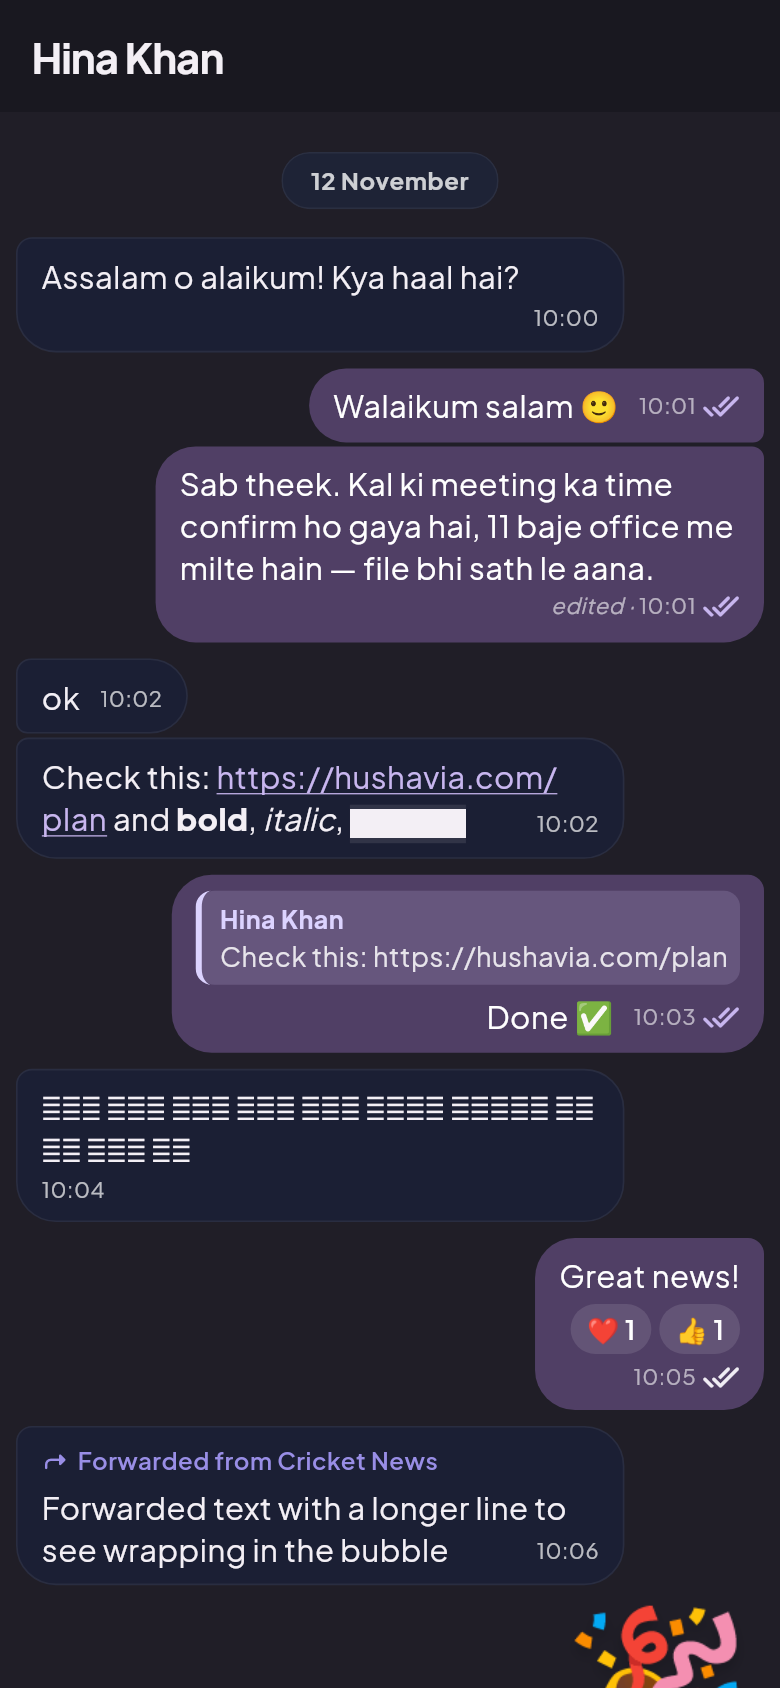 Hina Khan
12 November
Assalam o alaikum! Kya haal hai?
10:00
Walaikum salam 🙂 10:01
Sab theek. Kal ki meeting ka time
confirm ho gaya hai, 11 baje office me
milte hain — file bhi sath le aana.
edited · 10:01
ok 10:02
Check this: https://hushavia.com/
plan and bold, italic, 10:02
Hina Khan
Check this: https://hushavia.com/plan
Done ✅ 10:03
10:04
Great news!
❤️ 1 👍 1
10:05
Forwarded from Cricket News
Forwarded text with a longer line to
see wrapping in the bubble 10:06